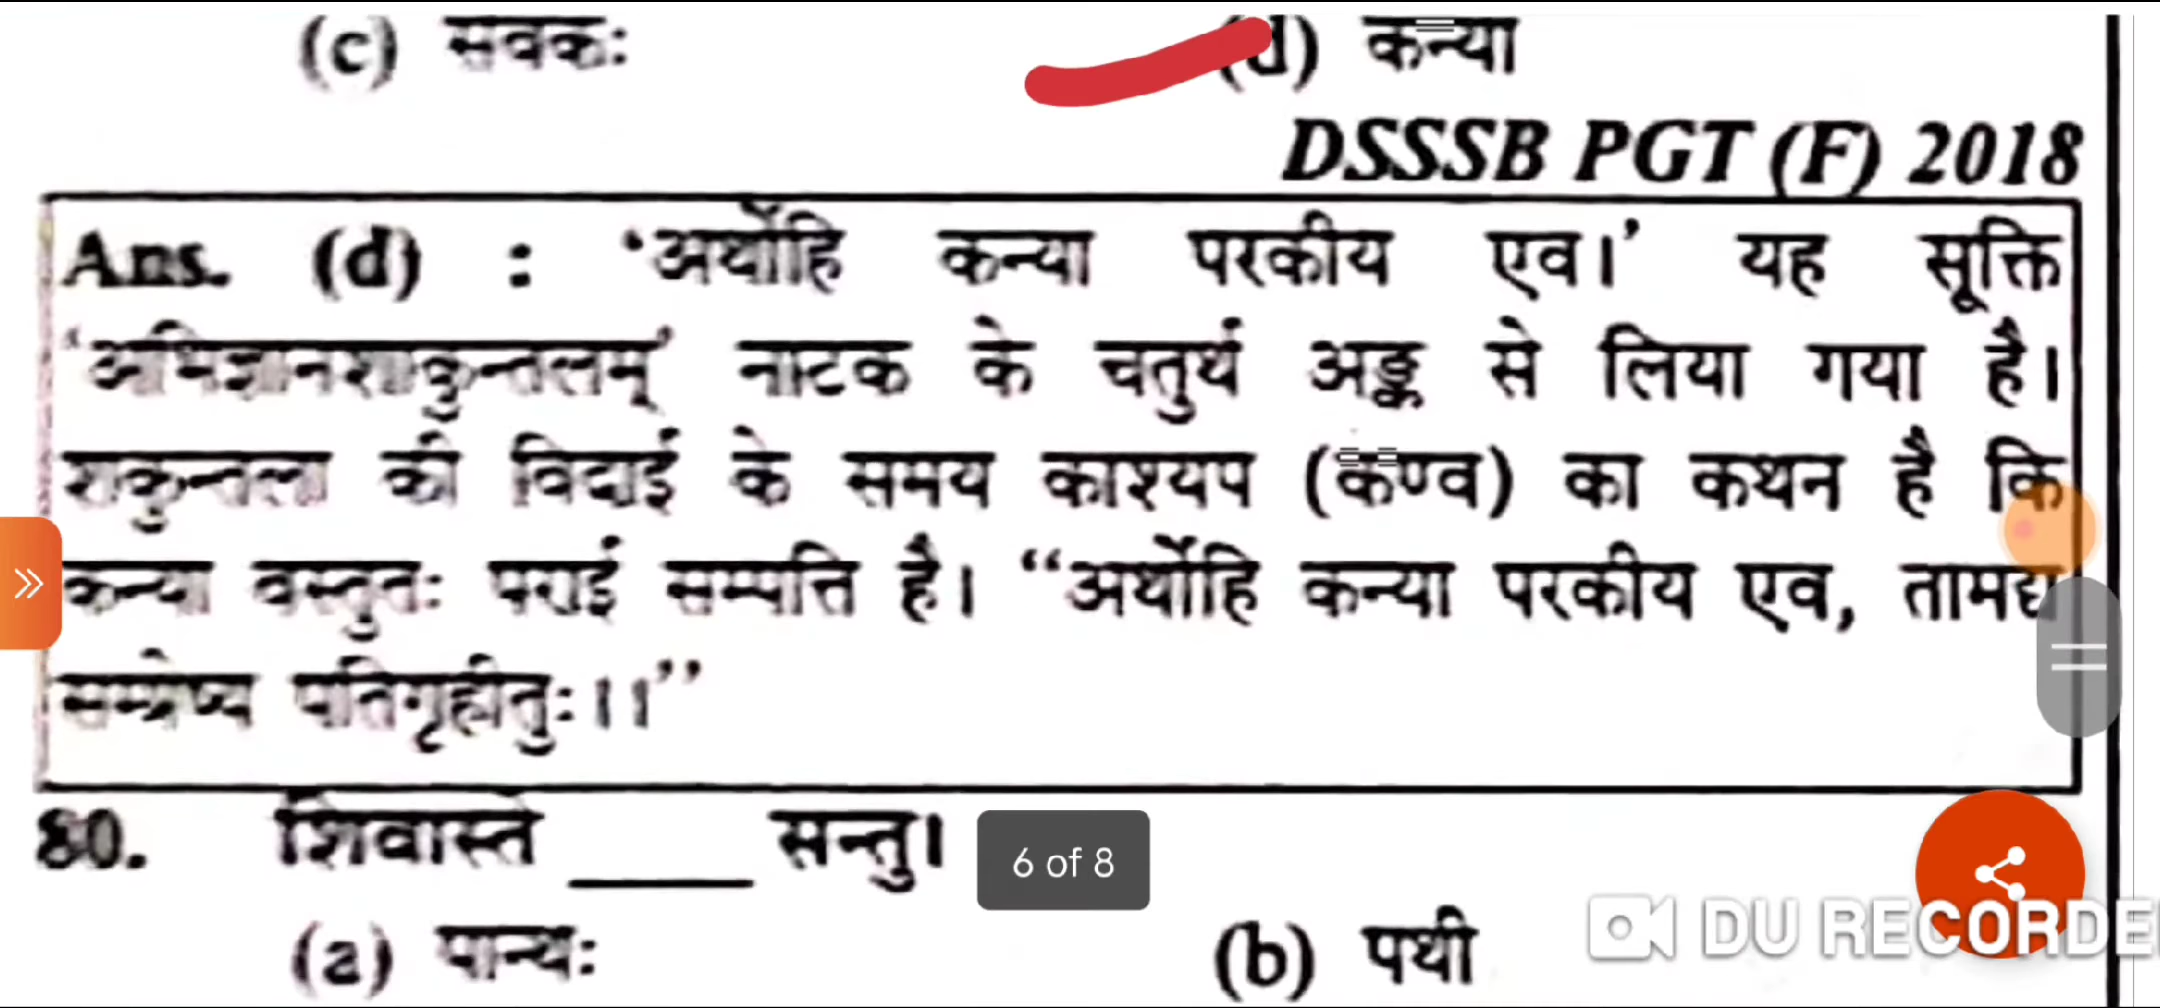 (c) सेवकः (d) कन्या
DSSSB PGT (F) 2018
Ans. (d) : 'अर्थोहि कन्या परकीय एव।' यह सूक्ति
'अभिज्ञानशाकुन्तलम्' नाटक के चतुर्थ अङ्क से लिया गया है।
शकुन्तला की विदाई के समय काश्यप (कण्व) का कथन है कि
कन्या वस्तुतः पराई सम्पत्ति है। “अर्थोहि कन्या परकीय एव, तामद्य
सम्प्रेष्य पतिगृहीतुः।।”
80. शिवास्ते ____ सन्तु।
6 of 8
(a) पान्थः (b) पथी
DU RECORDE